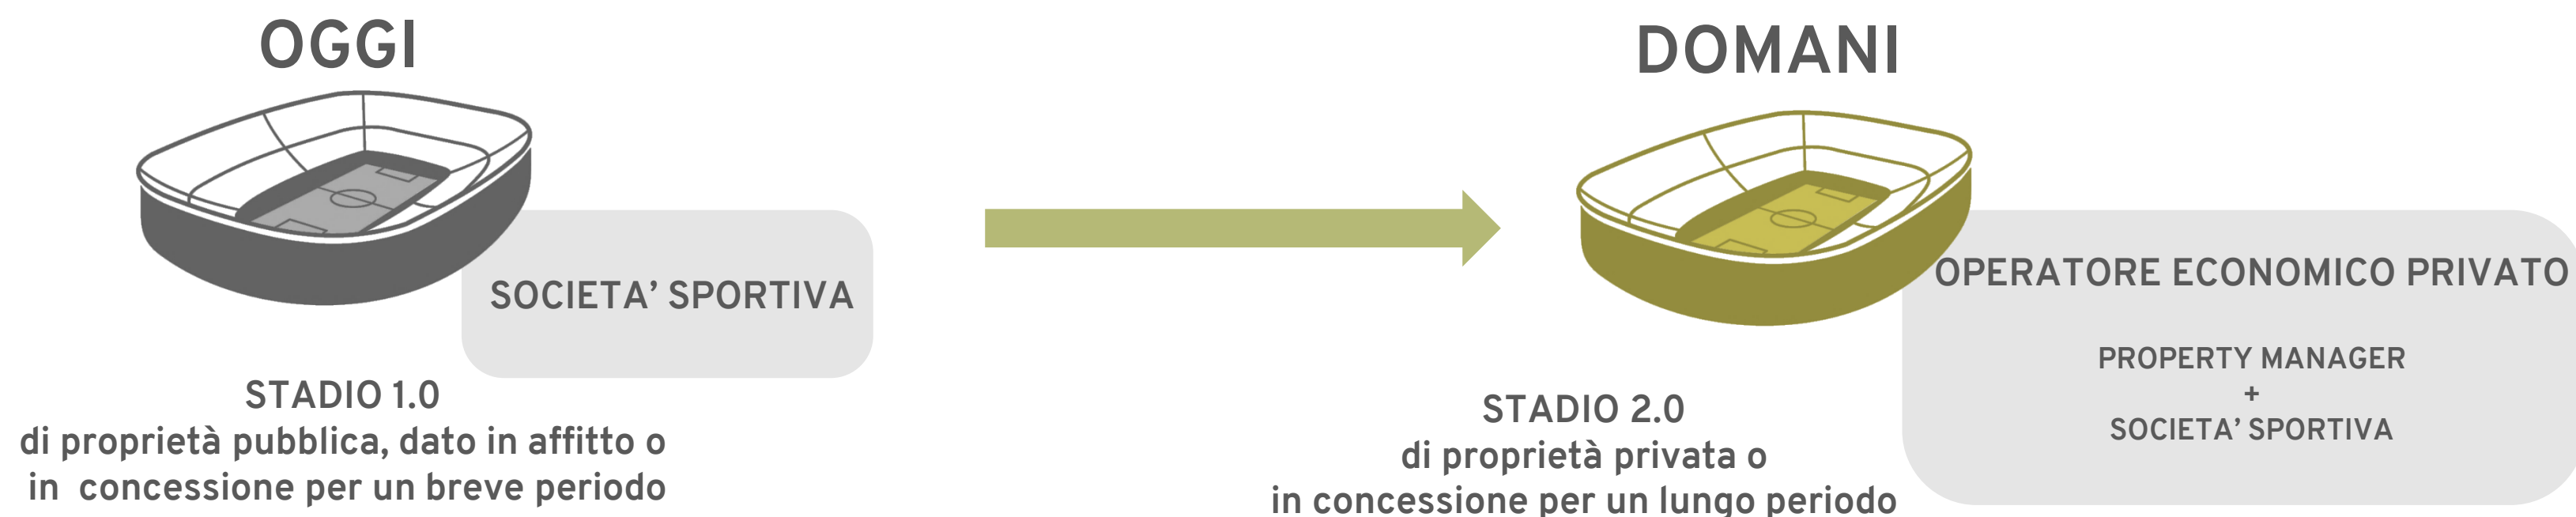 OGGI
SOCIETA’ SPORTIVA
STADIO 1.0
di proprietà pubblica, dato in affitto o
in concessione per un breve periodo
DOMANI
OPERATORE ECONOMICO PRIVATO
PROPERTY MANAGER
+
SOCIETA’ SPORTIVA
STADIO 2.0
di proprietà privata o
in concessione per un lungo periodo